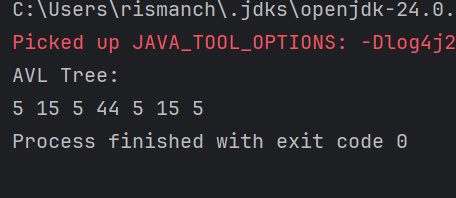 C:\Users\rismanch\.jdks\openjdk-24.0.
Picked up JAVA_TOOL_OPTIONS: -Dlog4j2
AVL Tree:
5 15 5 44 5 15 5
Process finished with exit code 0